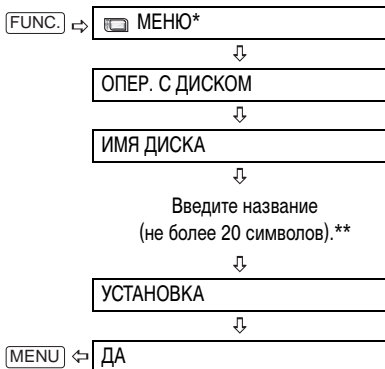 FUNC. ⇨ МЕНЮ*
ОПЕР. С ДИСКОМ
ИМЯ ДИСКА
Введите название
(не более 20 символов).**
УСТАНОВКА
MENU ⇦ ДА